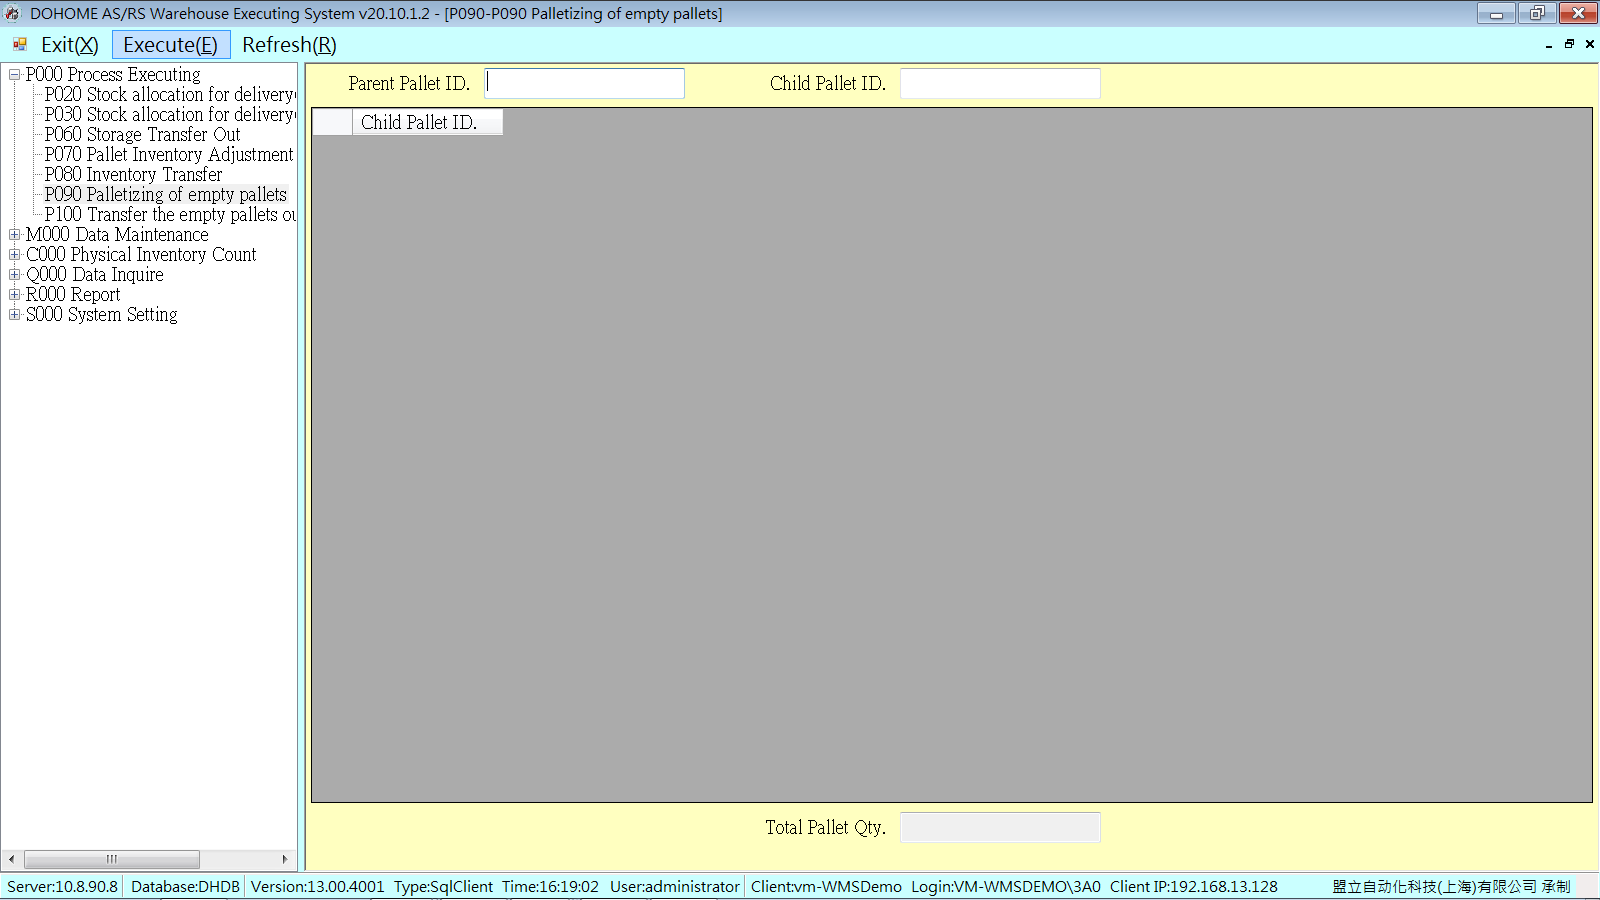 DOHOME AS/RS Warehouse Executing System v20.10.1.2 - [P090-P090 Palletizing of empty pallets]
Exit(X) Execute(E) Refresh(R)
P000 Process Executing
P020 Stock allocation for delivery
P030 Stock allocation for delivery
P060 Storage Transfer Out
P070 Pallet Inventory Adjustment
P080 Inventory Transfer
P090 Palletizing of empty pallets
P100 Transfer the empty pallets ou
M000 Data Maintenance
C000 Physical Inventory Count
Q000 Data Inquire
R000 Report
S000 System Setting
Parent Pallet ID. Child Pallet ID.
Child Pallet ID.
Total Pallet Qty.
Server:10.8.90.8 Database:DHDB Version:13.00.4001 Type:SqlClient Time:16:19:02 User:administrator Client:vm-WMSDemo Login:VM-WMSDEMO\3A0 Client IP:192.168.13.128 盟立自动化科技(上海)有限公司 承制